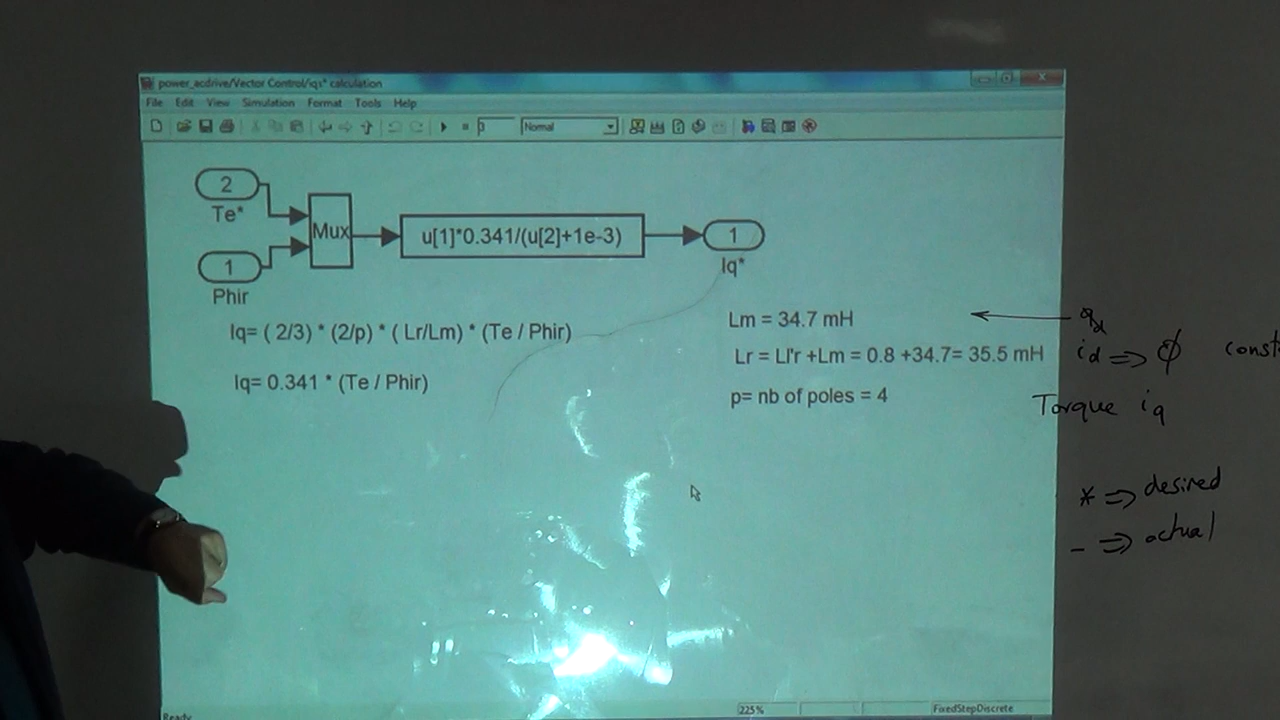 power_acdrive/Vector Control/iqs* calculation
File Edit View Simulation Format Tools Help
Normal
2
Te*
Mux
u[1]*0.341/(u[2]+1e-3)
1
Iq*
1
Phir
Iq= ( 2/3) * (2/p) * ( Lr/Lm) * (Te / Phir)
Iq= 0.341 * (Te / Phir)
Lm = 34.7 mH
Lr = Ll'r +Lm = 0.8 +34.7= 35.5 mH
p= nb of poles = 4
id => ϕ const
Torque iq
* => desired
- => actual
Ready
225%
FixedStepDiscrete